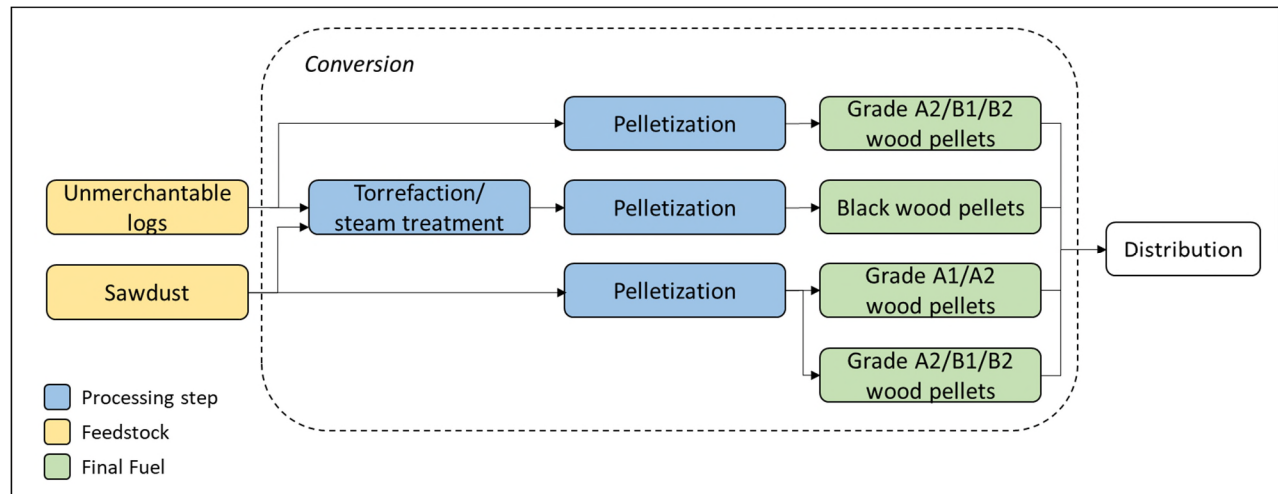 Conversion
Pelletization
Grade A2/B1/B2
wood pellets
Unmerchantable
logs
Torrefaction/
steam treatment
Pelletization
Black wood pellets
Distribution
Sawdust
Pelletization
Grade A1/A2
wood pellets
Grade A2/B1/B2
wood pellets
Processing step
Feedstock
Final Fuel